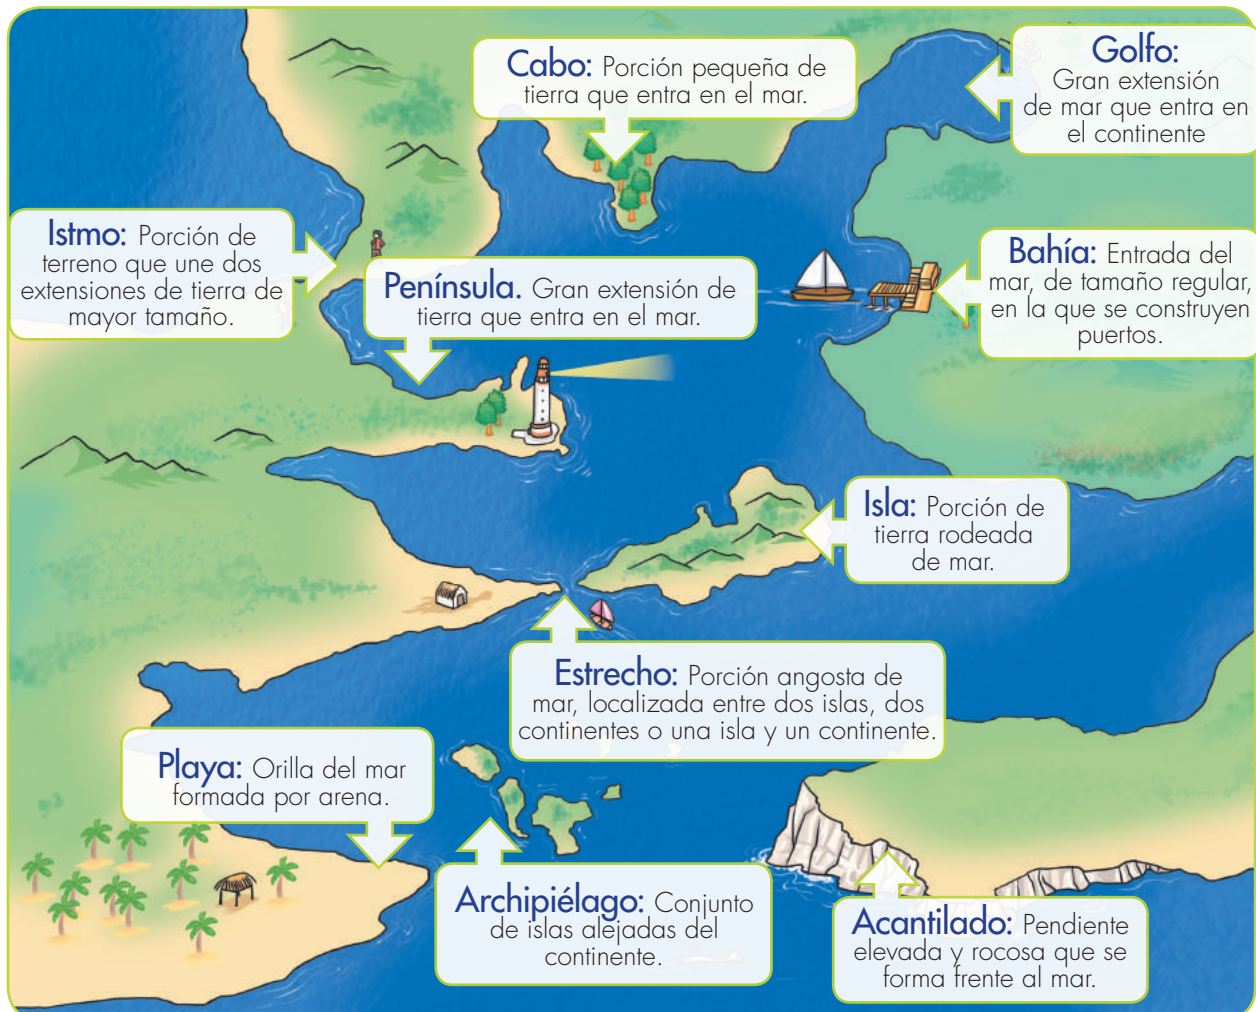 Cabo: Porción pequeña de
tierra que entra en el mar.
Golfo:
Gran extensión
de mar que entra en
el continente
Istmo: Porción de
terreno que une dos
extensiones de tierra de
mayor tamaño.
Península. Gran extensión de
tierra que entra en el mar.
Bahía: Entrada del
mar, de tamaño regular,
en la que se construyen
puertos.
Isla: Porción de
tierra rodeada
de mar.
Estrecho: Porción angosta de
mar, localizada entre dos islas, dos
continentes o una isla y un continente.
Playa: Orilla del mar
formada por arena.
Archipiélago: Conjunto
de islas alejadas del
continente.
Acantilado: Pendiente
elevada y rocosa que se
forma frente al mar.